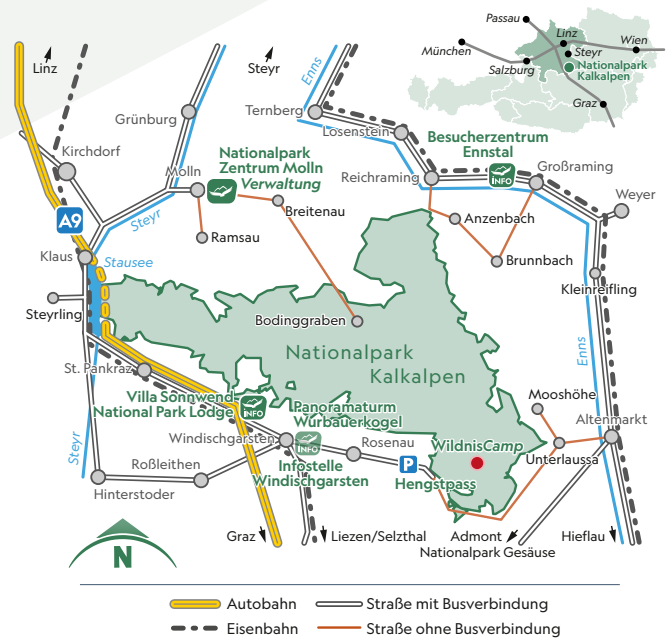 Passau
Linz
Wien
Steyr
München
Nationalpark
Kalkalpen
Salzburg
Graz
Linz
Steyr
Enns
Ternberg
Grünburg
Losenstein
Besucherzentrum
Ennstal
Kirchdorf
Nationalpark
Zentrum Molln
Verwaltung
Molln
Reichraming
INFO
Großraming
Weyer
A9
Steyr
Breitenau
Anzenbach
Ramsau
Klaus
Stausee
Brunnbach
Kleinreifling
Steyrling
Bodinggraben
Nationalpark
Kalkalpen
Enns
St. Pankraz
Villa Sonnwend
National Park Lodge
INFO
Panoramaturm
Wurbauerkogel
Mooshöhe
Altenmarkt
Windischgarsten
INFO
Rosenau
WildnisCamp
Unterlaussa
Steyr
Roßleithen
Infostelle
Windischgarsten
P
Hengstpass
Hinterstoder
N
Graz
Liezen/Selzthal
Admont
Nationalpark Gesäuse
Hieflau
Autobahn
Straße mit Busverbindung
Eisenbahn
Straße ohne Busverbindung